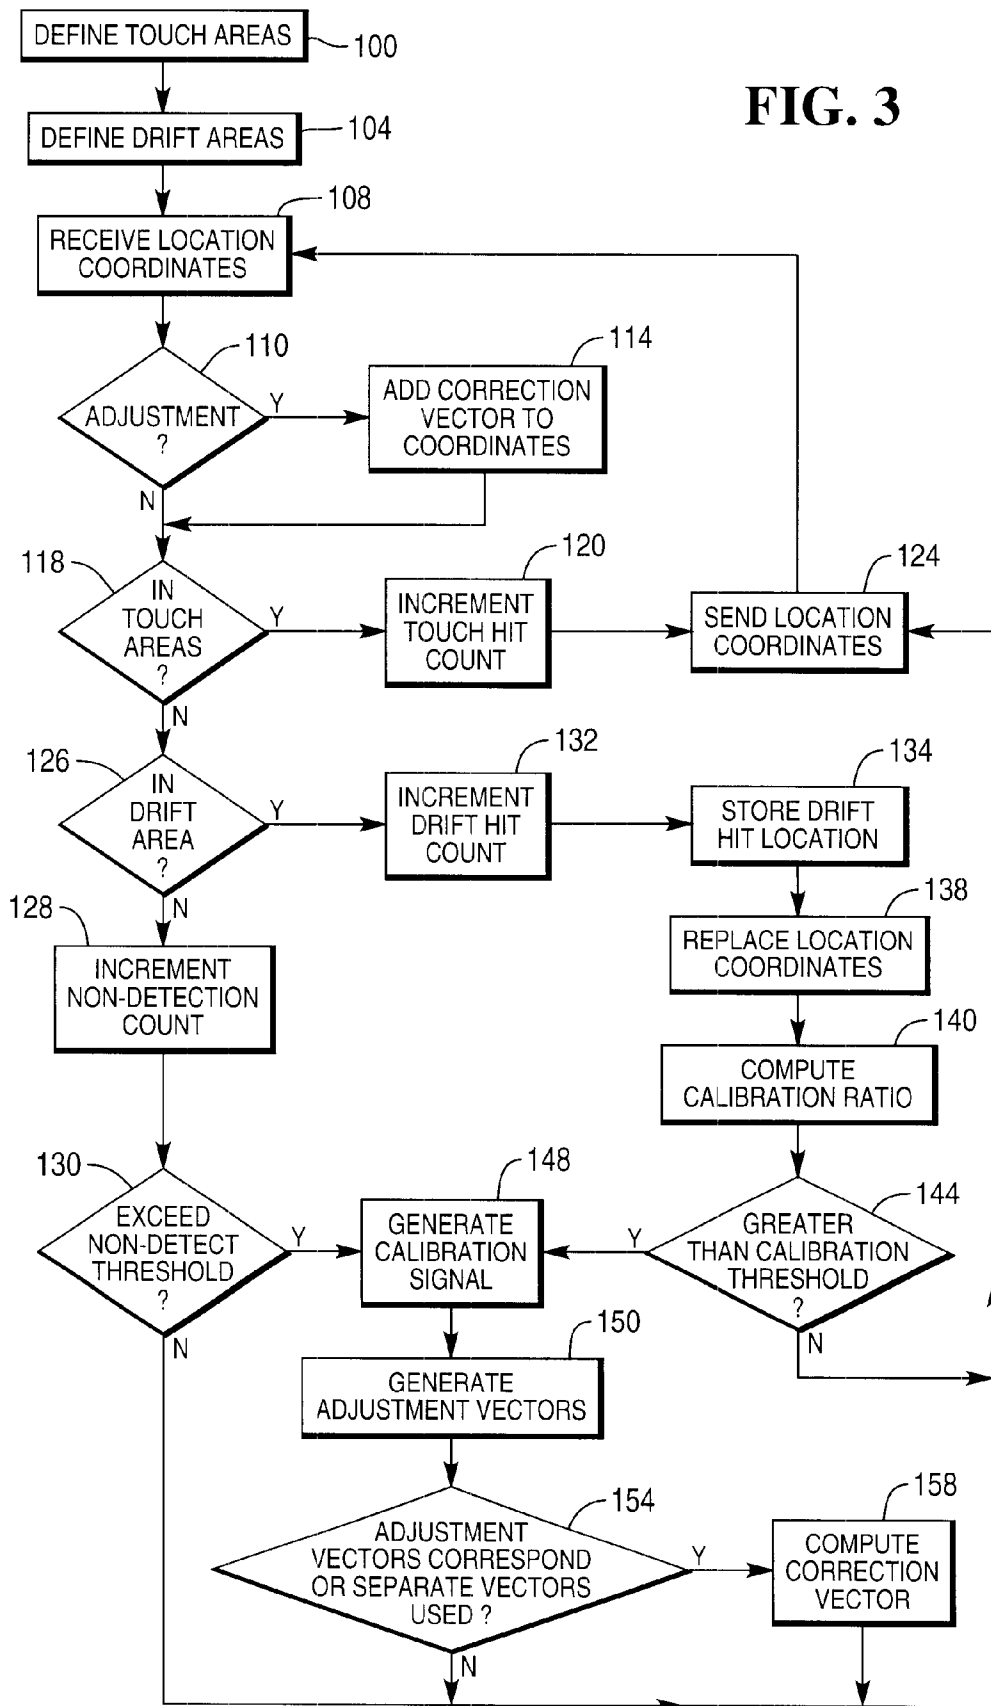 DEFINE TOUCH AREAS
100
FIG. 3
DEFINE DRIFT AREAS
104
108
RECEIVE LOCATION
COORDINATES
110
ADJUSTMENT
?
Y
N
114
ADD CORRECTION
VECTOR TO
COORDINATES
118
IN
TOUCH
AREAS
?
Y
N
120
INCREMENT
TOUCH HIT
COUNT
124
SEND LOCATION
COORDINATES
126
IN
DRIFT
AREA
?
Y
N
132
INCREMENT
DRIFT HIT
COUNT
134
STORE DRIFT
HIT LOCATION
128
INCREMENT
NON-DETECTION
COUNT
138
REPLACE LOCATION
COORDINATES
140
COMPUTE
CALIBRATION RATIO
130
EXCEED
NON-DETECT
THRESHOLD
?
Y
N
148
GENERATE
CALIBRATION
SIGNAL
144
GREATER
THAN CALIBRATION
THRESHOLD
?
Y
N
150
GENERATE
ADJUSTMENT VECTORS
154
ADJUSTMENT
VECTORS CORRESPOND
OR SEPARATE VECTORS
USED ?
Y
N
158
COMPUTE
CORRECTION
VECTOR